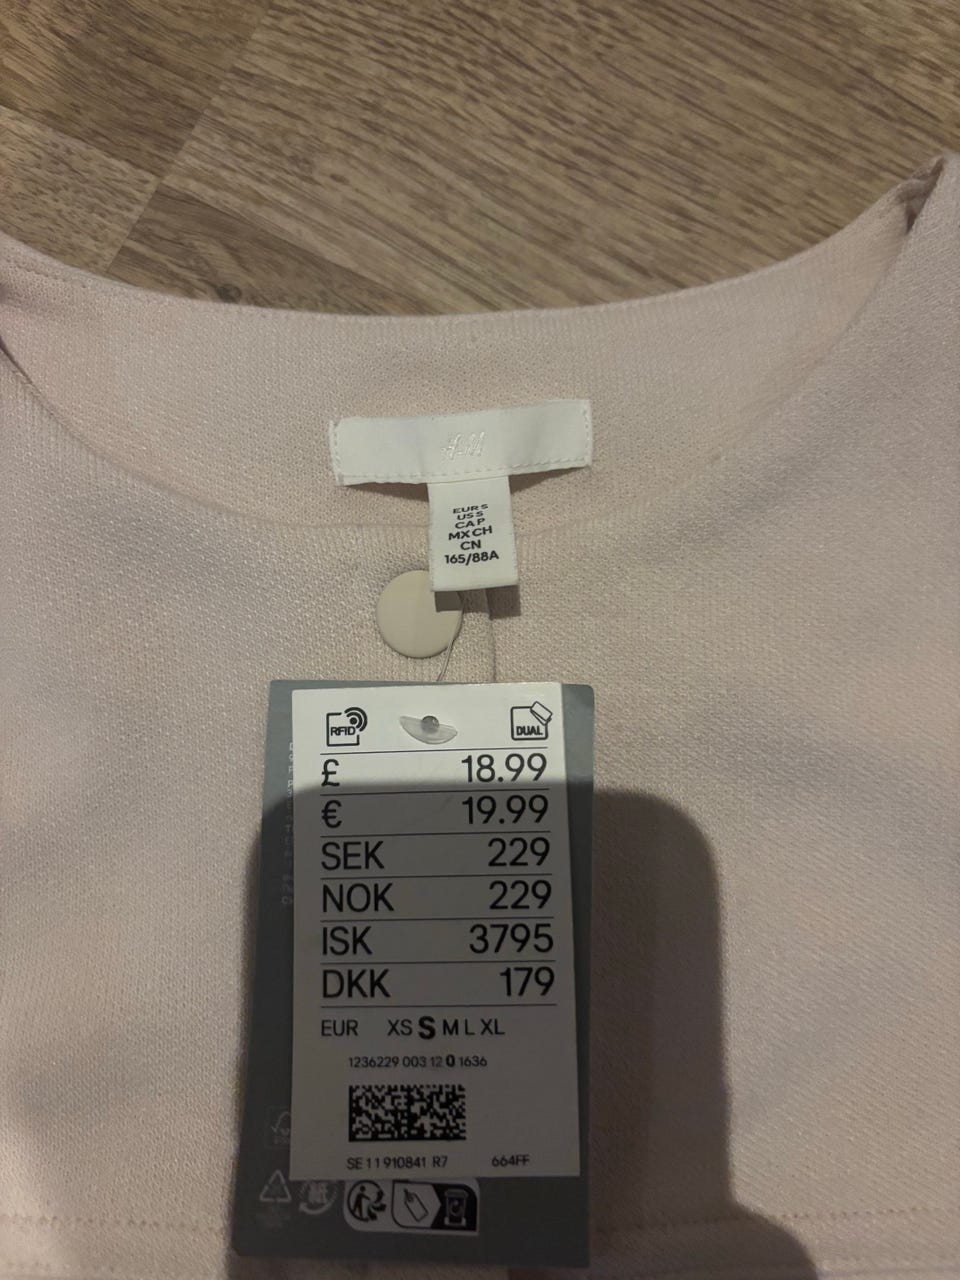 H&M
EUR S
US S
CA P
MX CH
CN
165/88A
RFID
DUAL
£ 18.99
€ 19.99
SEK 229
NOK 229
ISK 3795
DKK 179
EUR XS S M L XL
1236229 003 12 0 1636
SE 11 910841 R7 664FF